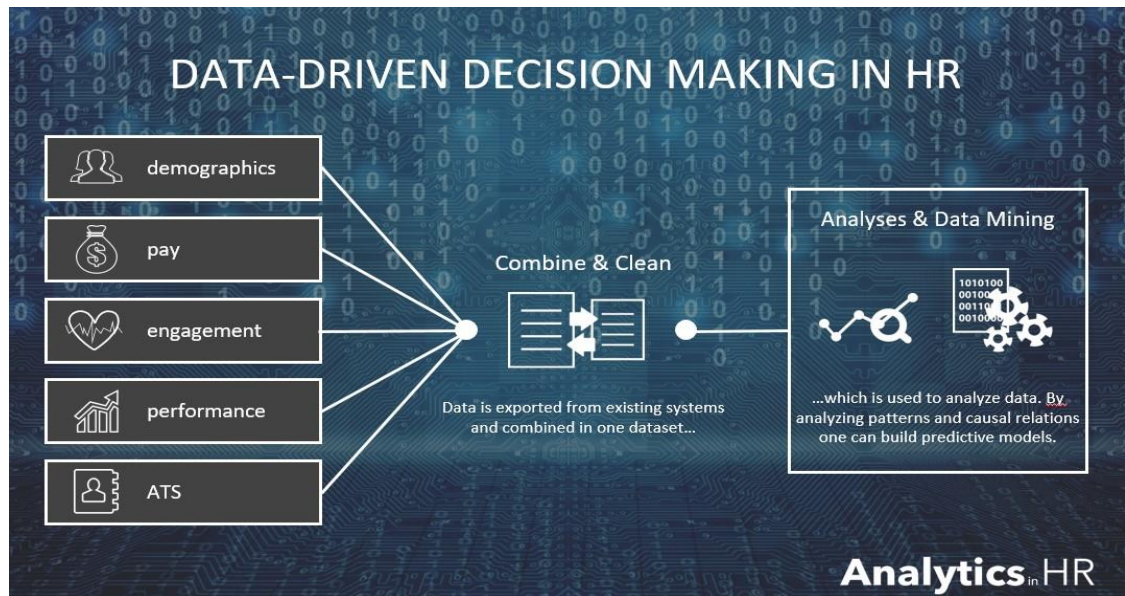 DATA-DRIVEN DECISION MAKING IN HR
demographics
pay
engagement
performance
ATS
Combine & Clean
Data is exported from existing systems
and combined in one dataset...
Analyses & Data Mining
1010100
...which is used to analyze data. By
analyzing patterns and causal relations
one can build predictive models.
Analytics in HR